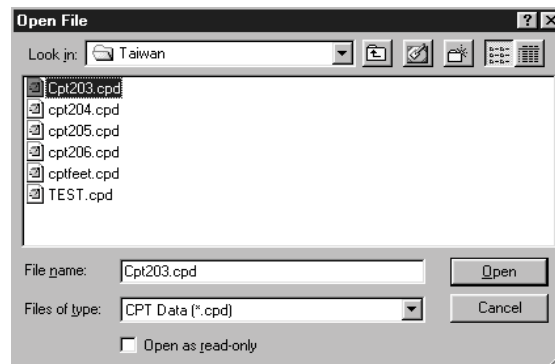 Open File
Look in: Taiwan
Cpt203.cpd
cpt204.cpd
cpt205.cpd
cpt206.cpd
cptfeet.cpd
TEST.cpd
File name: Cpt203.cpd Open
Files of type: CPT Data (*.cpd) Cancel
Open as read-only